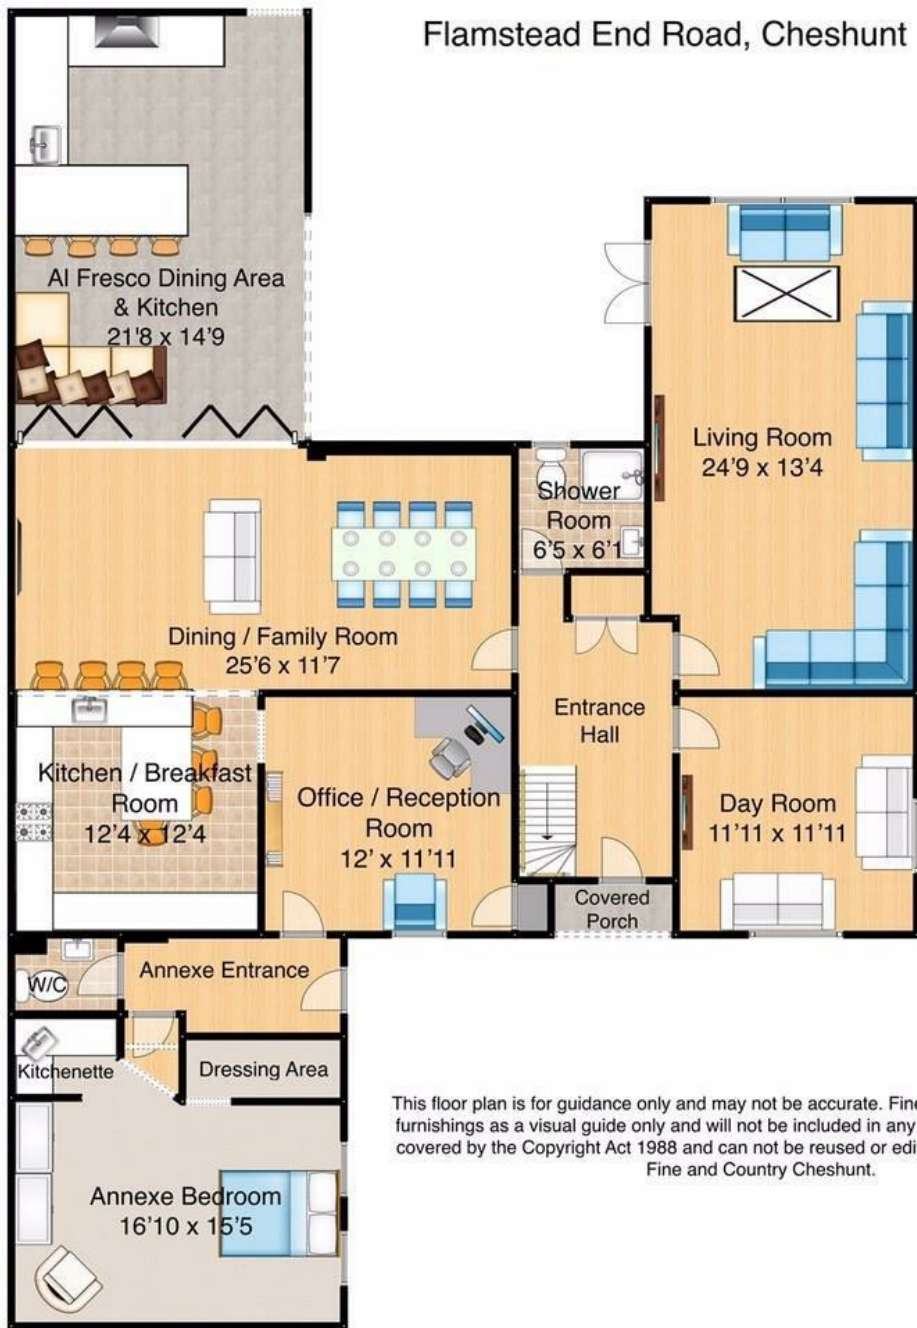 Flamstead End Road, Cheshunt
Al Fresco Dining Area
& Kitchen
21'8 x 14'9
Living Room
24'9 x 13'4
Shower
Room
6'5 x 6'1
Dining / Family Room
25'6 x 11'7
Entrance
Hall
Kitchen / Breakfast
Room
12'4 x 12'4
Office / Reception
Room
12' x 11'11
Day Room
11'11 x 11'11
Covered
Porch
W/C
Annexe Entrance
Kitchenette
Dressing Area
Annexe Bedroom
16'10 x 15'5
This floor plan is for guidance only and may not be accurate. Fine
furnishings as a visual guide only and will not be included in any
covered by the Copyright Act 1988 and can not be reused or edi
Fine and Country Cheshunt.